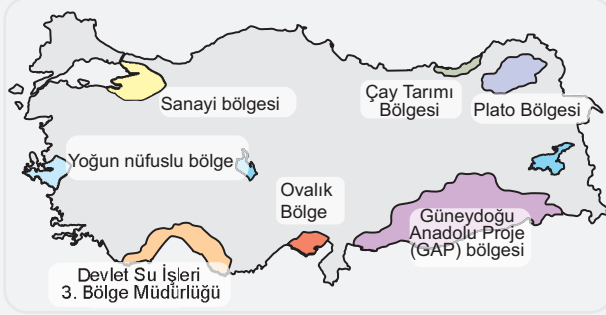 Sanayi bölgesi
Çay Tarımı
Bölgesi
Plato Bölgesi
Yoğun nüfuslu bölge
Ovalık
Bölge
Güneydoğu
Anadolu Proje
(GAP) bölgesi
Devlet Su İşleri
3. Bölge Müdürlüğü